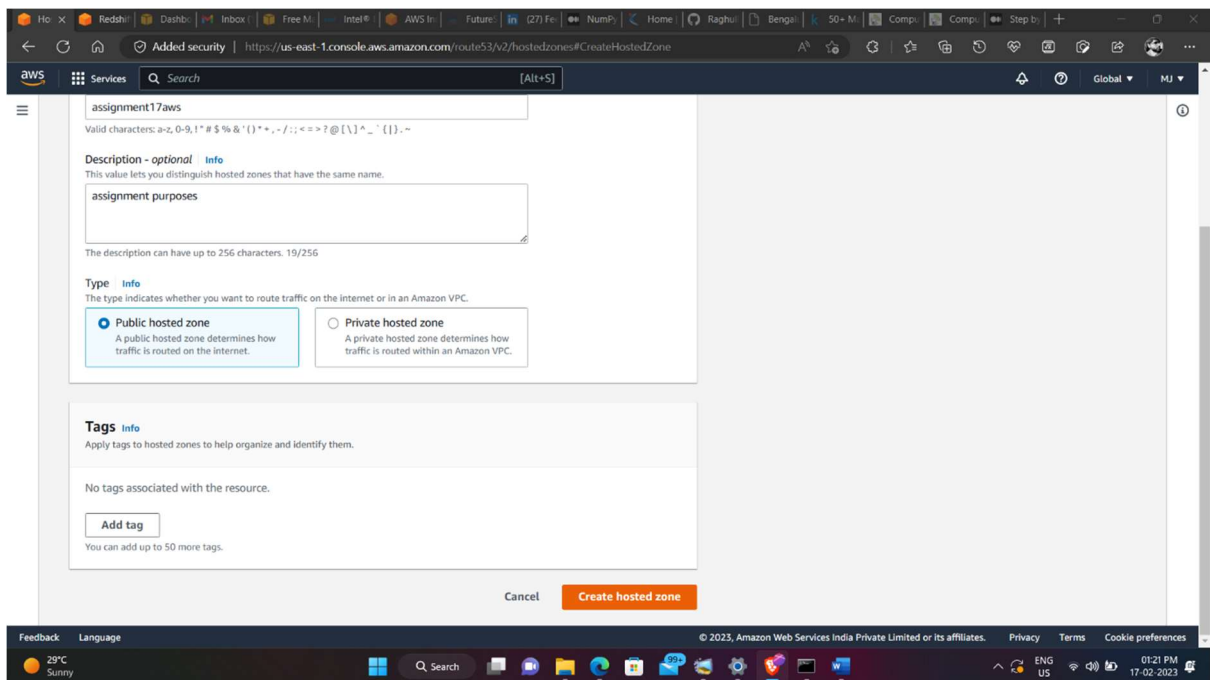 Ho
Redshif
Dashbo
Inbox (
Free M
Intel®
AWS In
Future
(27) Fee
NumPy
Home
Raghul
Bengal
50+ M
Compu
Compu
Step by
Added security | https://us-east-1.console.aws.amazon.com/route53/v2/hostedzones#CreateHostedZone
aws
Services
Search
[Alt+S]
Global
MJ
assignment17aws
Valid characters: a-z, 0-9, ! " # $ % & ' ( ) * + , - / : ; < = > ? @ [ \ ] ^ _ ` { | } . ~
Description - optional Info
This value lets you distinguish hosted zones that have the same name.
assignment purposes
The description can have up to 256 characters. 19/256
Type Info
The type indicates whether you want to route traffic on the internet or in an Amazon VPC.
Public hosted zone
A public hosted zone determines how
traffic is routed on the internet.
Private hosted zone
A private hosted zone determines how
traffic is routed within an Amazon VPC.
Tags Info
Apply tags to hosted zones to help organize and identify them.
No tags associated with the resource.
Add tag
You can add up to 50 more tags.
Cancel
Create hosted zone
Feedback Language
© 2023, Amazon Web Services India Private Limited or its affiliates. Privacy Terms Cookie preferences
29°C
Sunny
Search
99+
ENG
US
01:21 PM
17-02-2023